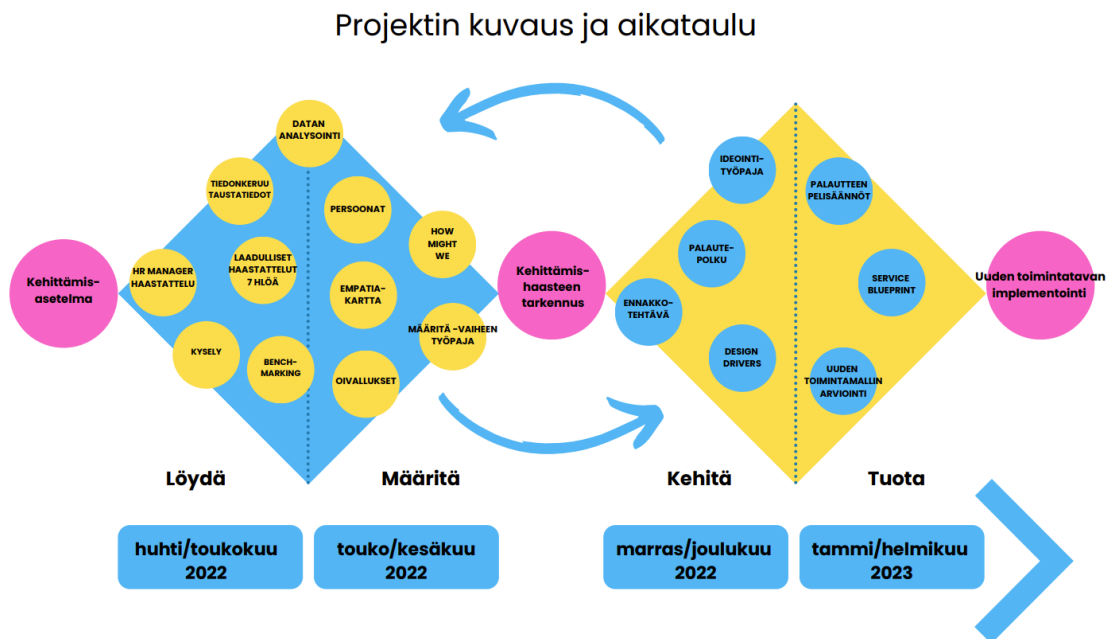 Projektin kuvaus ja aikataulu
Kehittämis-
asetelma
HR MANAGER
HAASTATTELU
TIEDONKERUU
TAUSTATIEDOT
DATAN
ANALYSOINTI
LAADULLISET
HAASTATTELUT
7 HLÖÄ
KYSELY
BENCH-
MARKING
PERSOONAT
HOW
MIGHT
WE
EMPATIA-
KARTTA
MÄÄRITÄ -VAIHEEN
TYÖPAJA
OIVALLUKSET
Kehittämis-
haasteen
tarkennus
IDEOINTI-
TYÖPAJA
PALAUTE-
POLKU
ENNAKKO-
TEHTÄVÄ
DESIGN
DRIVERS
PALAUTTEEN
PELISÄÄNNÖT
SERVICE
BLUEPRINT
UUDEN
TOIMINTAMALLIN
ARVIOINTI
Uuden toimintatavan
implementointi
Löydä
Määritä
Kehitä
Tuota
huhti/toukokuu
2022
touko/kesäkuu
2022
marras/joulukuu
2022
tammi/helmikuu
2023